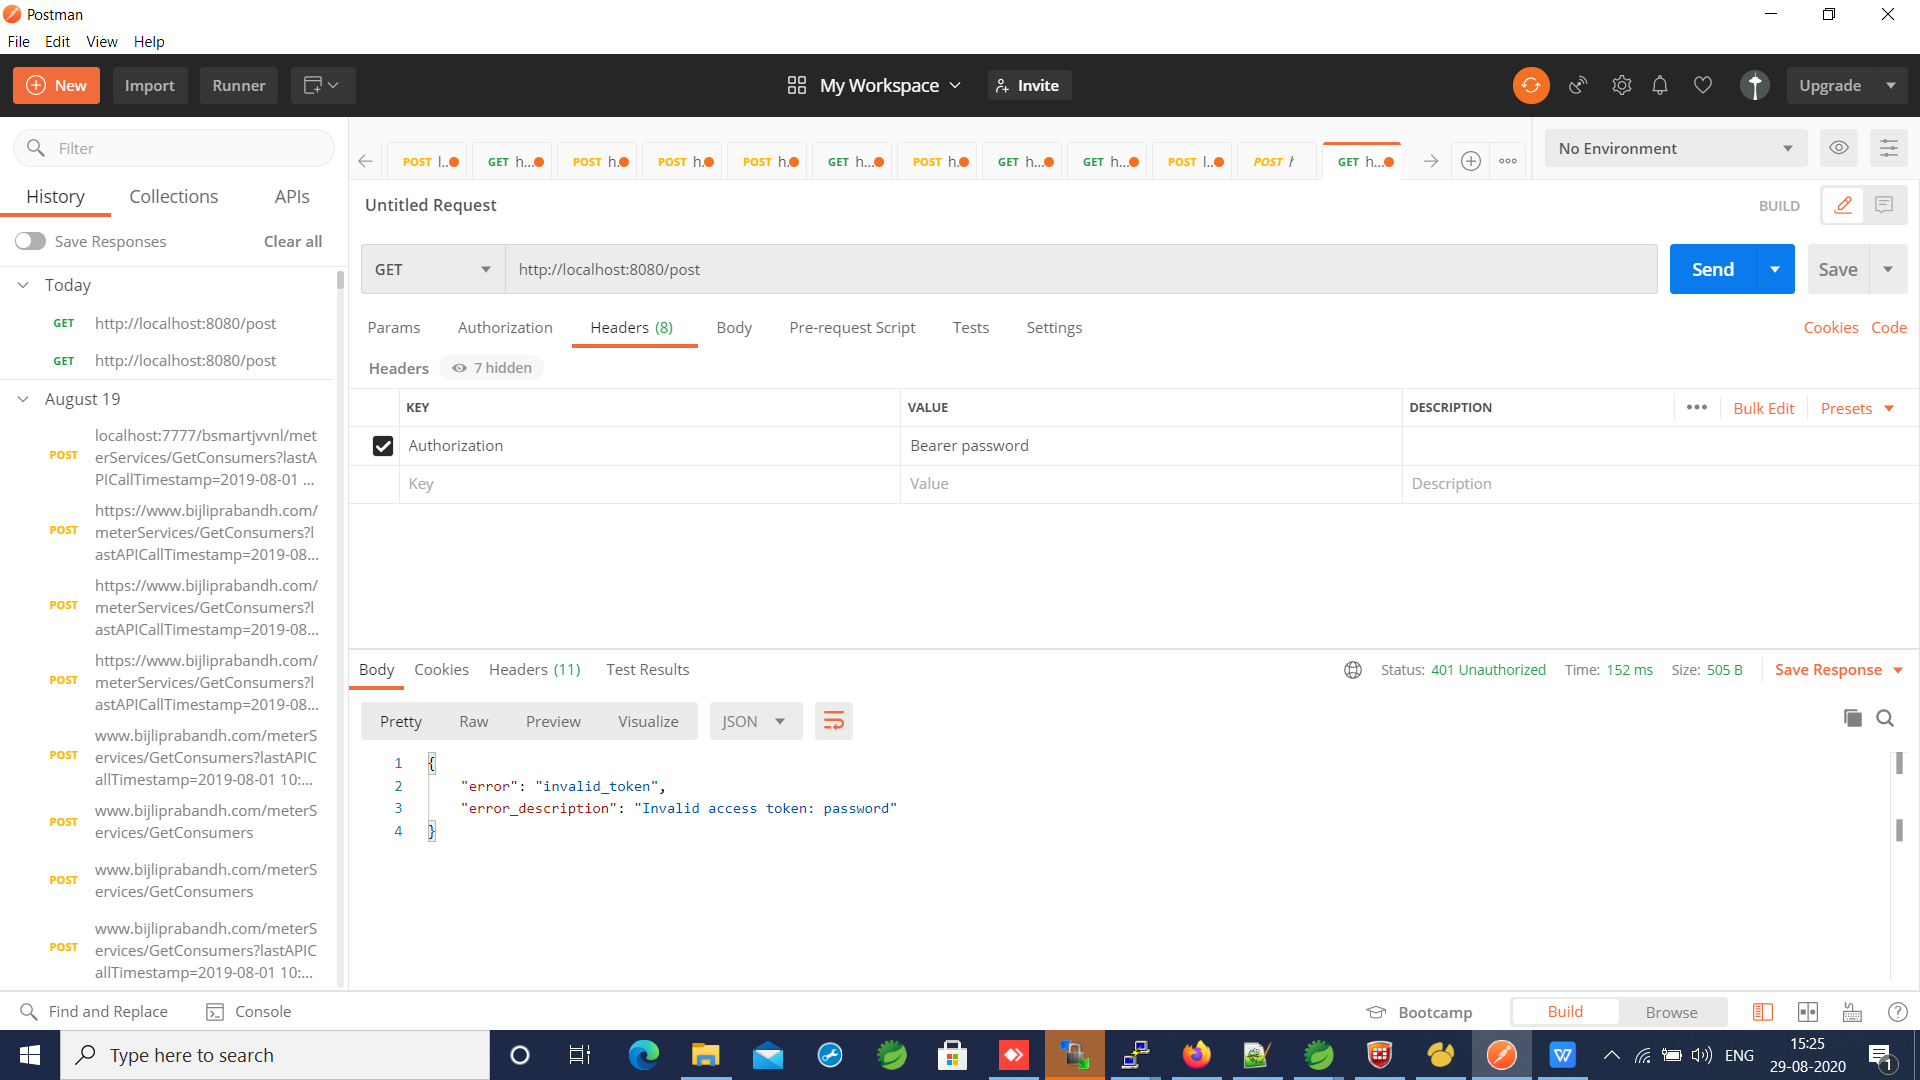 Postman
File Edit View Help
New Import Runner My Workspace Invite Upgrade
Filter
History Collections APIs
Save Responses Clear all
Today
GET http://localhost:8080/post
GET http://localhost:8080/post
August 19
POST localhost:7777/bsmartjvvnl/met
erServices/GetConsumers?lastA
PICallTimestamp=2019-08-01 ...
POST https://www.bijliprabandh.com/
meterServices/GetConsumers?l
astAPICallTimestamp=2019-08...
POST https://www.bijliprabandh.com/
meterServices/GetConsumers?l
astAPICallTimestamp=2019-08...
POST https://www.bijliprabandh.com/
meterServices/GetConsumers?l
astAPICallTimestamp=2019-08...
POST www.bijliprabandh.com/meterS
ervices/GetConsumers?lastAPIC
allTimestamp=2019-08-01 10:...
POST www.bijliprabandh.com/meterS
ervices/GetConsumers
POST www.bijliprabandh.com/meterS
ervices/GetConsumers
POST www.bijliprabandh.com/meterS
ervices/GetConsumers?lastAPIC
allTimestamp=2019-08-01 10:...
POST l.. GET h... POST h. POST h. POST h. GET h... POST h. GET h... GET h... POST l.. POST h GET h... No Environment
Untitled Request BUILD
GET http://localhost:8080/post Send Save
Params Authorization Headers (8) Body Pre-request Script Tests Settings Cookies Code
Headers 7 hidden
KEY VALUE DESCRIPTION ••• Bulk Edit Presets
Authorization Bearer password
Key Value Description
Body Cookies Headers (11) Test Results Status: 401 Unauthorized Time: 152 ms Size: 505 B Save Response
Pretty Raw Preview Visualize JSON
1 {
2 "error": "invalid_token",
3 "error_description": "Invalid access token: password"
4 }
Find and Replace Console Bootcamp Build Browse
Type here to search ENG 15:25
29-08-2020 1